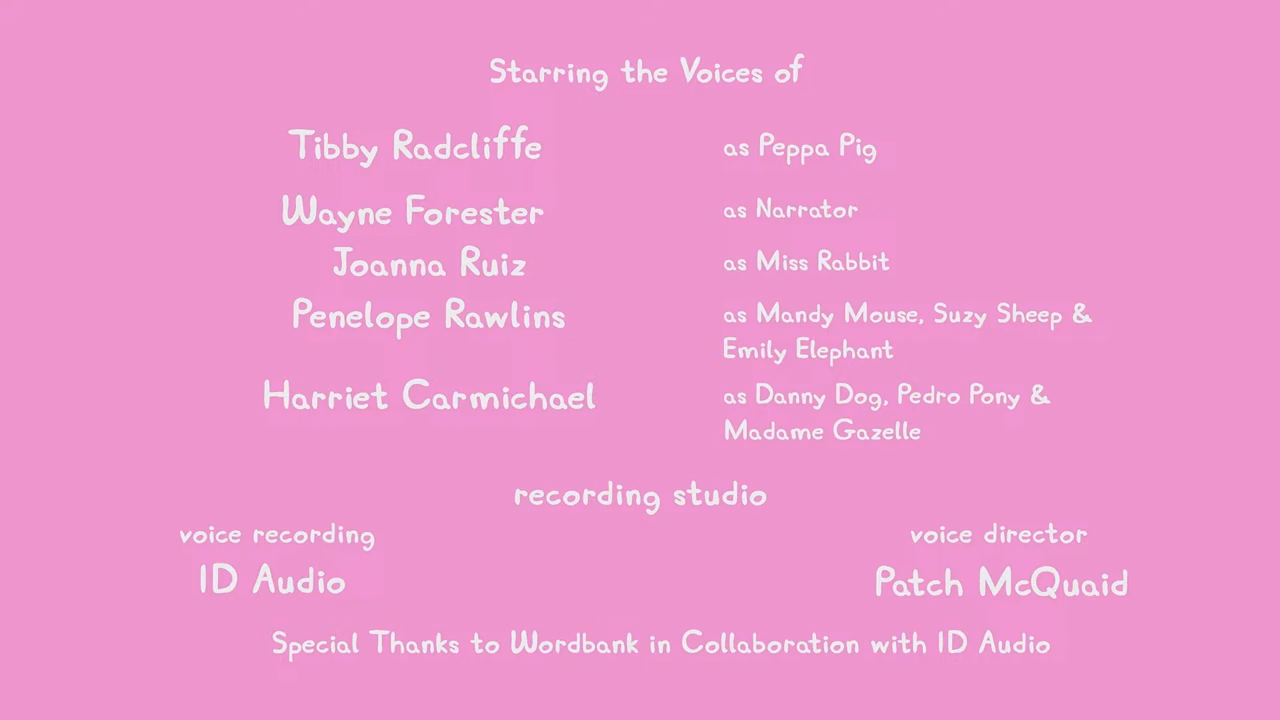 Starring the Voices of
Tibby Radcliffe as Peppa Pig
Wayne Forester as Narrator
Joanna Ruiz as Miss Rabbit
Penelope Rawlins as Mandy Mouse, Suzy Sheep &
Emily Elephant
Harriet Carmichael as Danny Dog, Pedro Pony &
Madame Gazelle
recording studio
voice recording voice director
ID Audio Patch McQuaid
Special Thanks to Wordbank in Collaboration with ID Audio